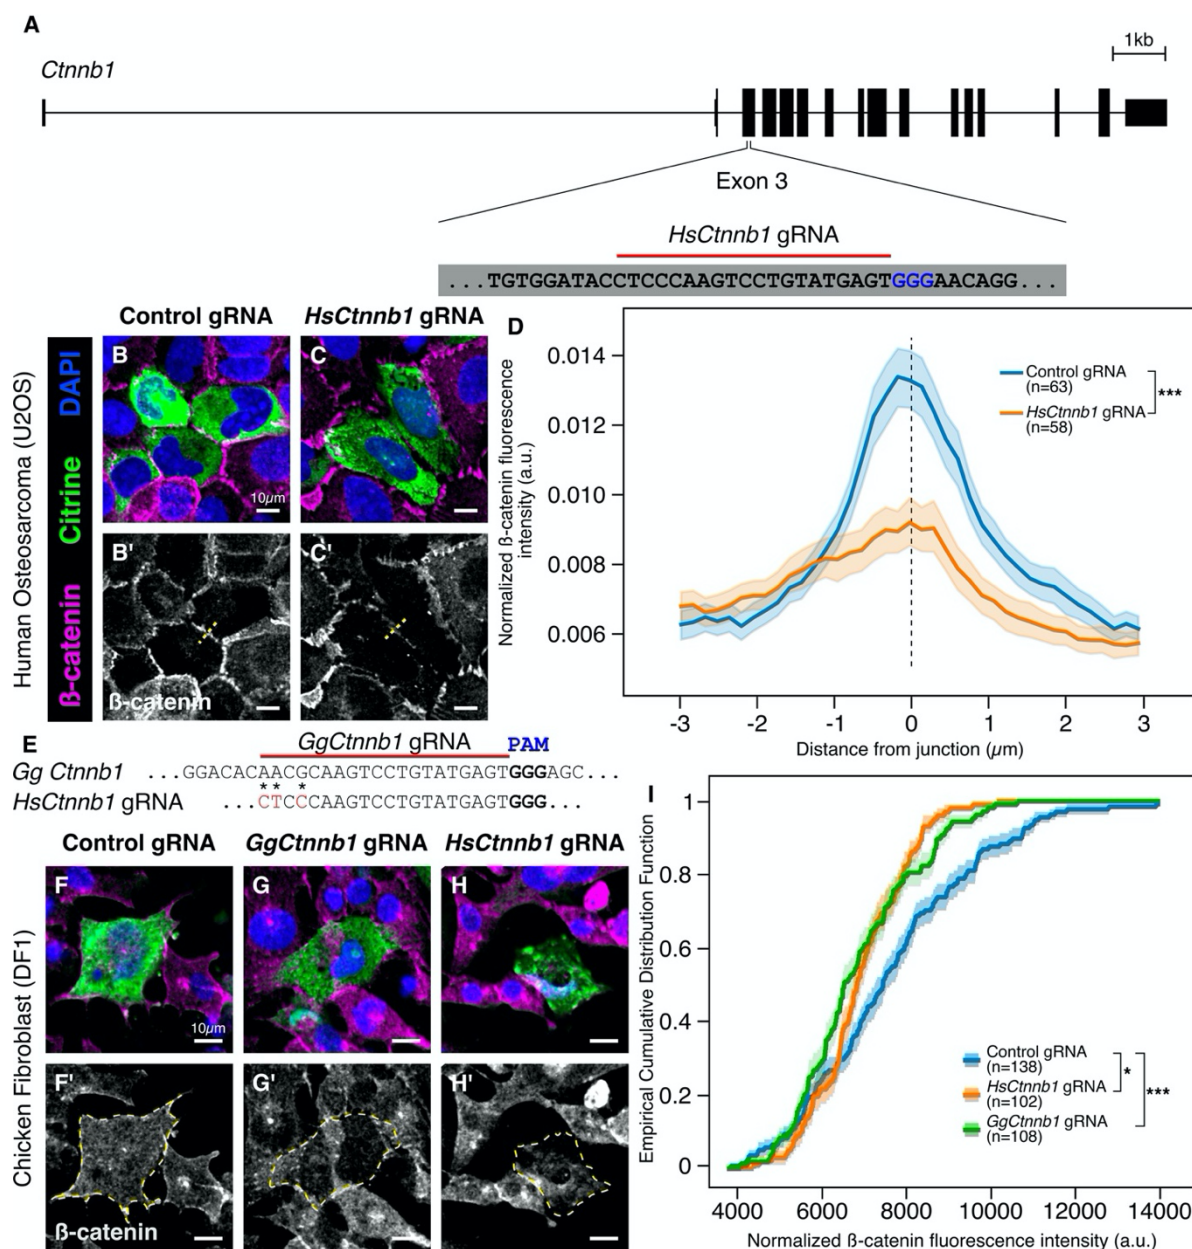 A
1kb
Ctnnb1
Exon 3
HsCtnnb1 gRNA
...TGTGGATACCTCCCAAGTCCTGTATGAGTGGGAACAGG...
Control gRNA
HsCtnnb1 gRNA
Human Osteosarcoma (U2OS)
ß-catenin Citrine DAPI
B
10µm
C
B'
ß-catenin
C'
D
Normalized ß-catenin fluorescence
intensity (a.u.)
0.014
0.012
0.010
0.008
0.006
Control gRNA
(n=63)
HsCtnnb1 gRNA
(n=58)
***
-3 -2 -1 0 1 2 3
Distance from junction (µm)
E
GgCtnnb1 gRNA PAM
Gg Ctnnb1 ...GGACACAACGCAAGTCCTGTATGAGTGGGAGC...
** *
HsCtnnb1 gRNA ...CTCCCAAGTCCTGTATGAGTGGG...
Control gRNA
GgCtnnb1 gRNA
HsCtnnb1 gRNA
Chicken Fibroblast (DF1)
F
10µm
G
H
F'
ß-catenin
G'
H'
I
Empirical Cumulative Distribution Function
1
0.8
0.6
0.4
0.2
0
Control gRNA
(n=138)
HsCtnnb1 gRNA
(n=102)
GgCtnnb1 gRNA
(n=108)
*
***
4000 6000 8000 10000 12000 14000
Normalized ß-catenin fluorescence intensity (a.u.)